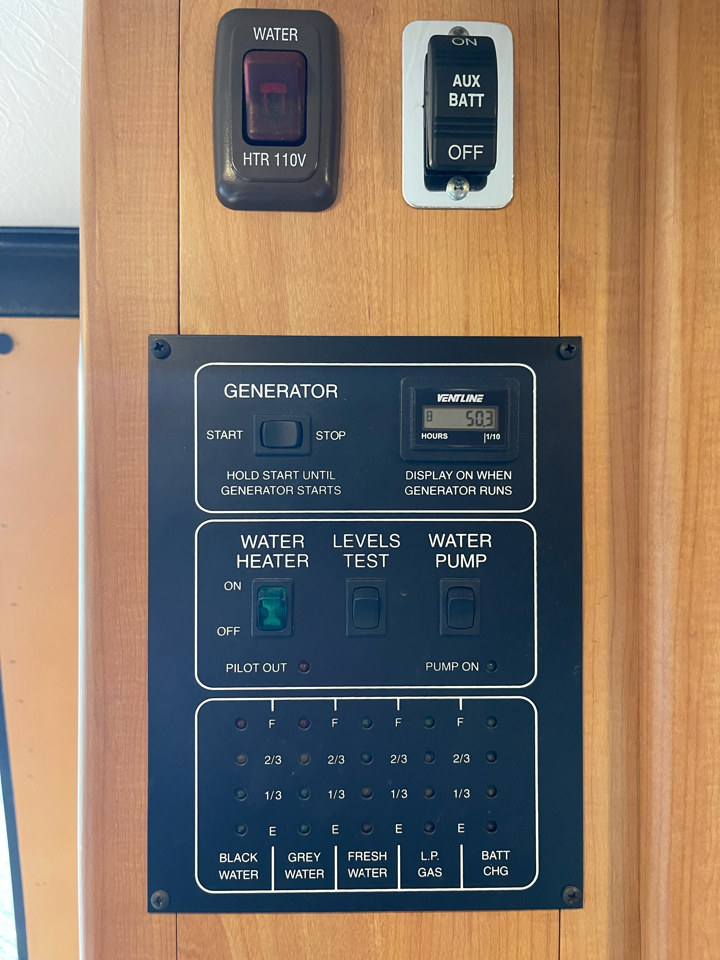 WATER
HTR 110V
ON
AUX
BATT
OFF
GENERATOR
START STOP
HOLD START UNTIL
GENERATOR STARTS
VENTLINE
50.3
HOURS 1/10
DISPLAY ON WHEN
GENERATOR RUNS
WATER
HEATER
LEVELS
TEST
WATER
PUMP
ON
OFF
PILOT OUT
PUMP ON
F F F F
2/3 2/3 2/3 2/3
1/3 1/3 1/3 1/3
E E E E
BLACK
WATER
GREY
WATER
FRESH
WATER
L.P.
GAS
BATT
CHG